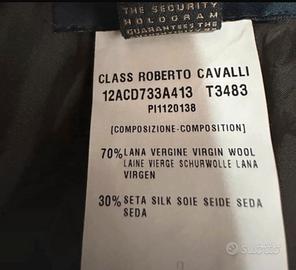 THE SECURITY
HOLOGRAM
GUARANTEES THE
CLASS ROBERTO CAVALLI
12ACD733A413 T3483
PI1120138
[COMPOSIZIONE-COMPOSITION]
70% LANA VERGINE VIRGIN WOOL
LAINE VIERGE SCHURWOLLE LANA
VIRGEN
30% SETA SILK SOIE SEIDE SEDA
SEDA
subito